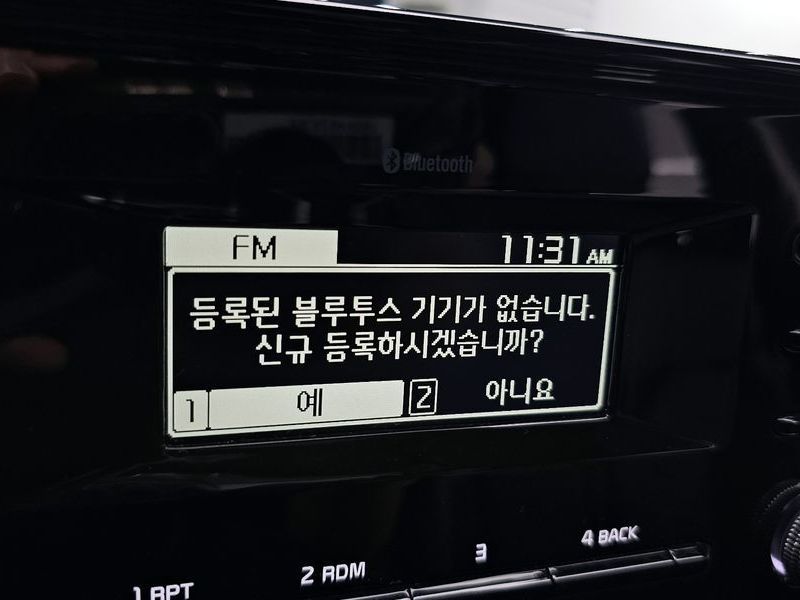 Bluetooth
FM 11:31 AM
등록된 블루투스 기기가 없습니다.
신규 등록하시겠습니까?
1 예 2 아니요
1 RPT 2 RDM 3 4 BACK